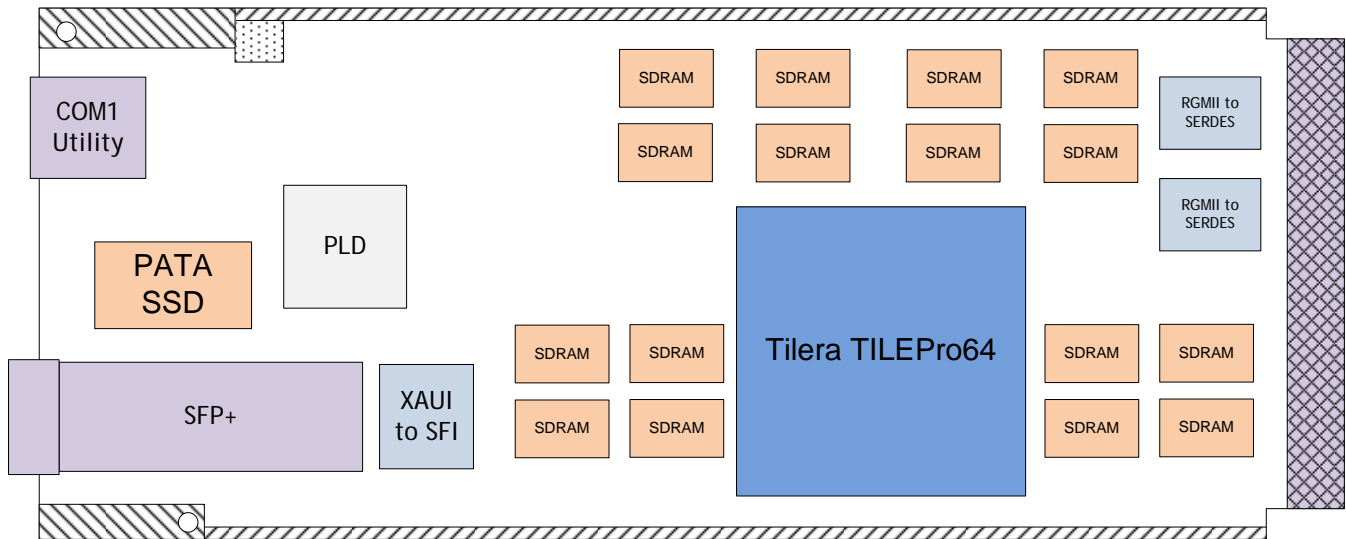 SDRAM
SDRAM
SDRAM
SDRAM
COM1
Utility
RGMII to
SERDES
SDRAM
SDRAM
SDRAM
SDRAM
RGMII to
SERDES
PLD
PATA
SSD
SDRAM
SDRAM
Tilera TILEPro64
SDRAM
SDRAM
SFP+
XAUI
to SFI
SDRAM
SDRAM
SDRAM
SDRAM